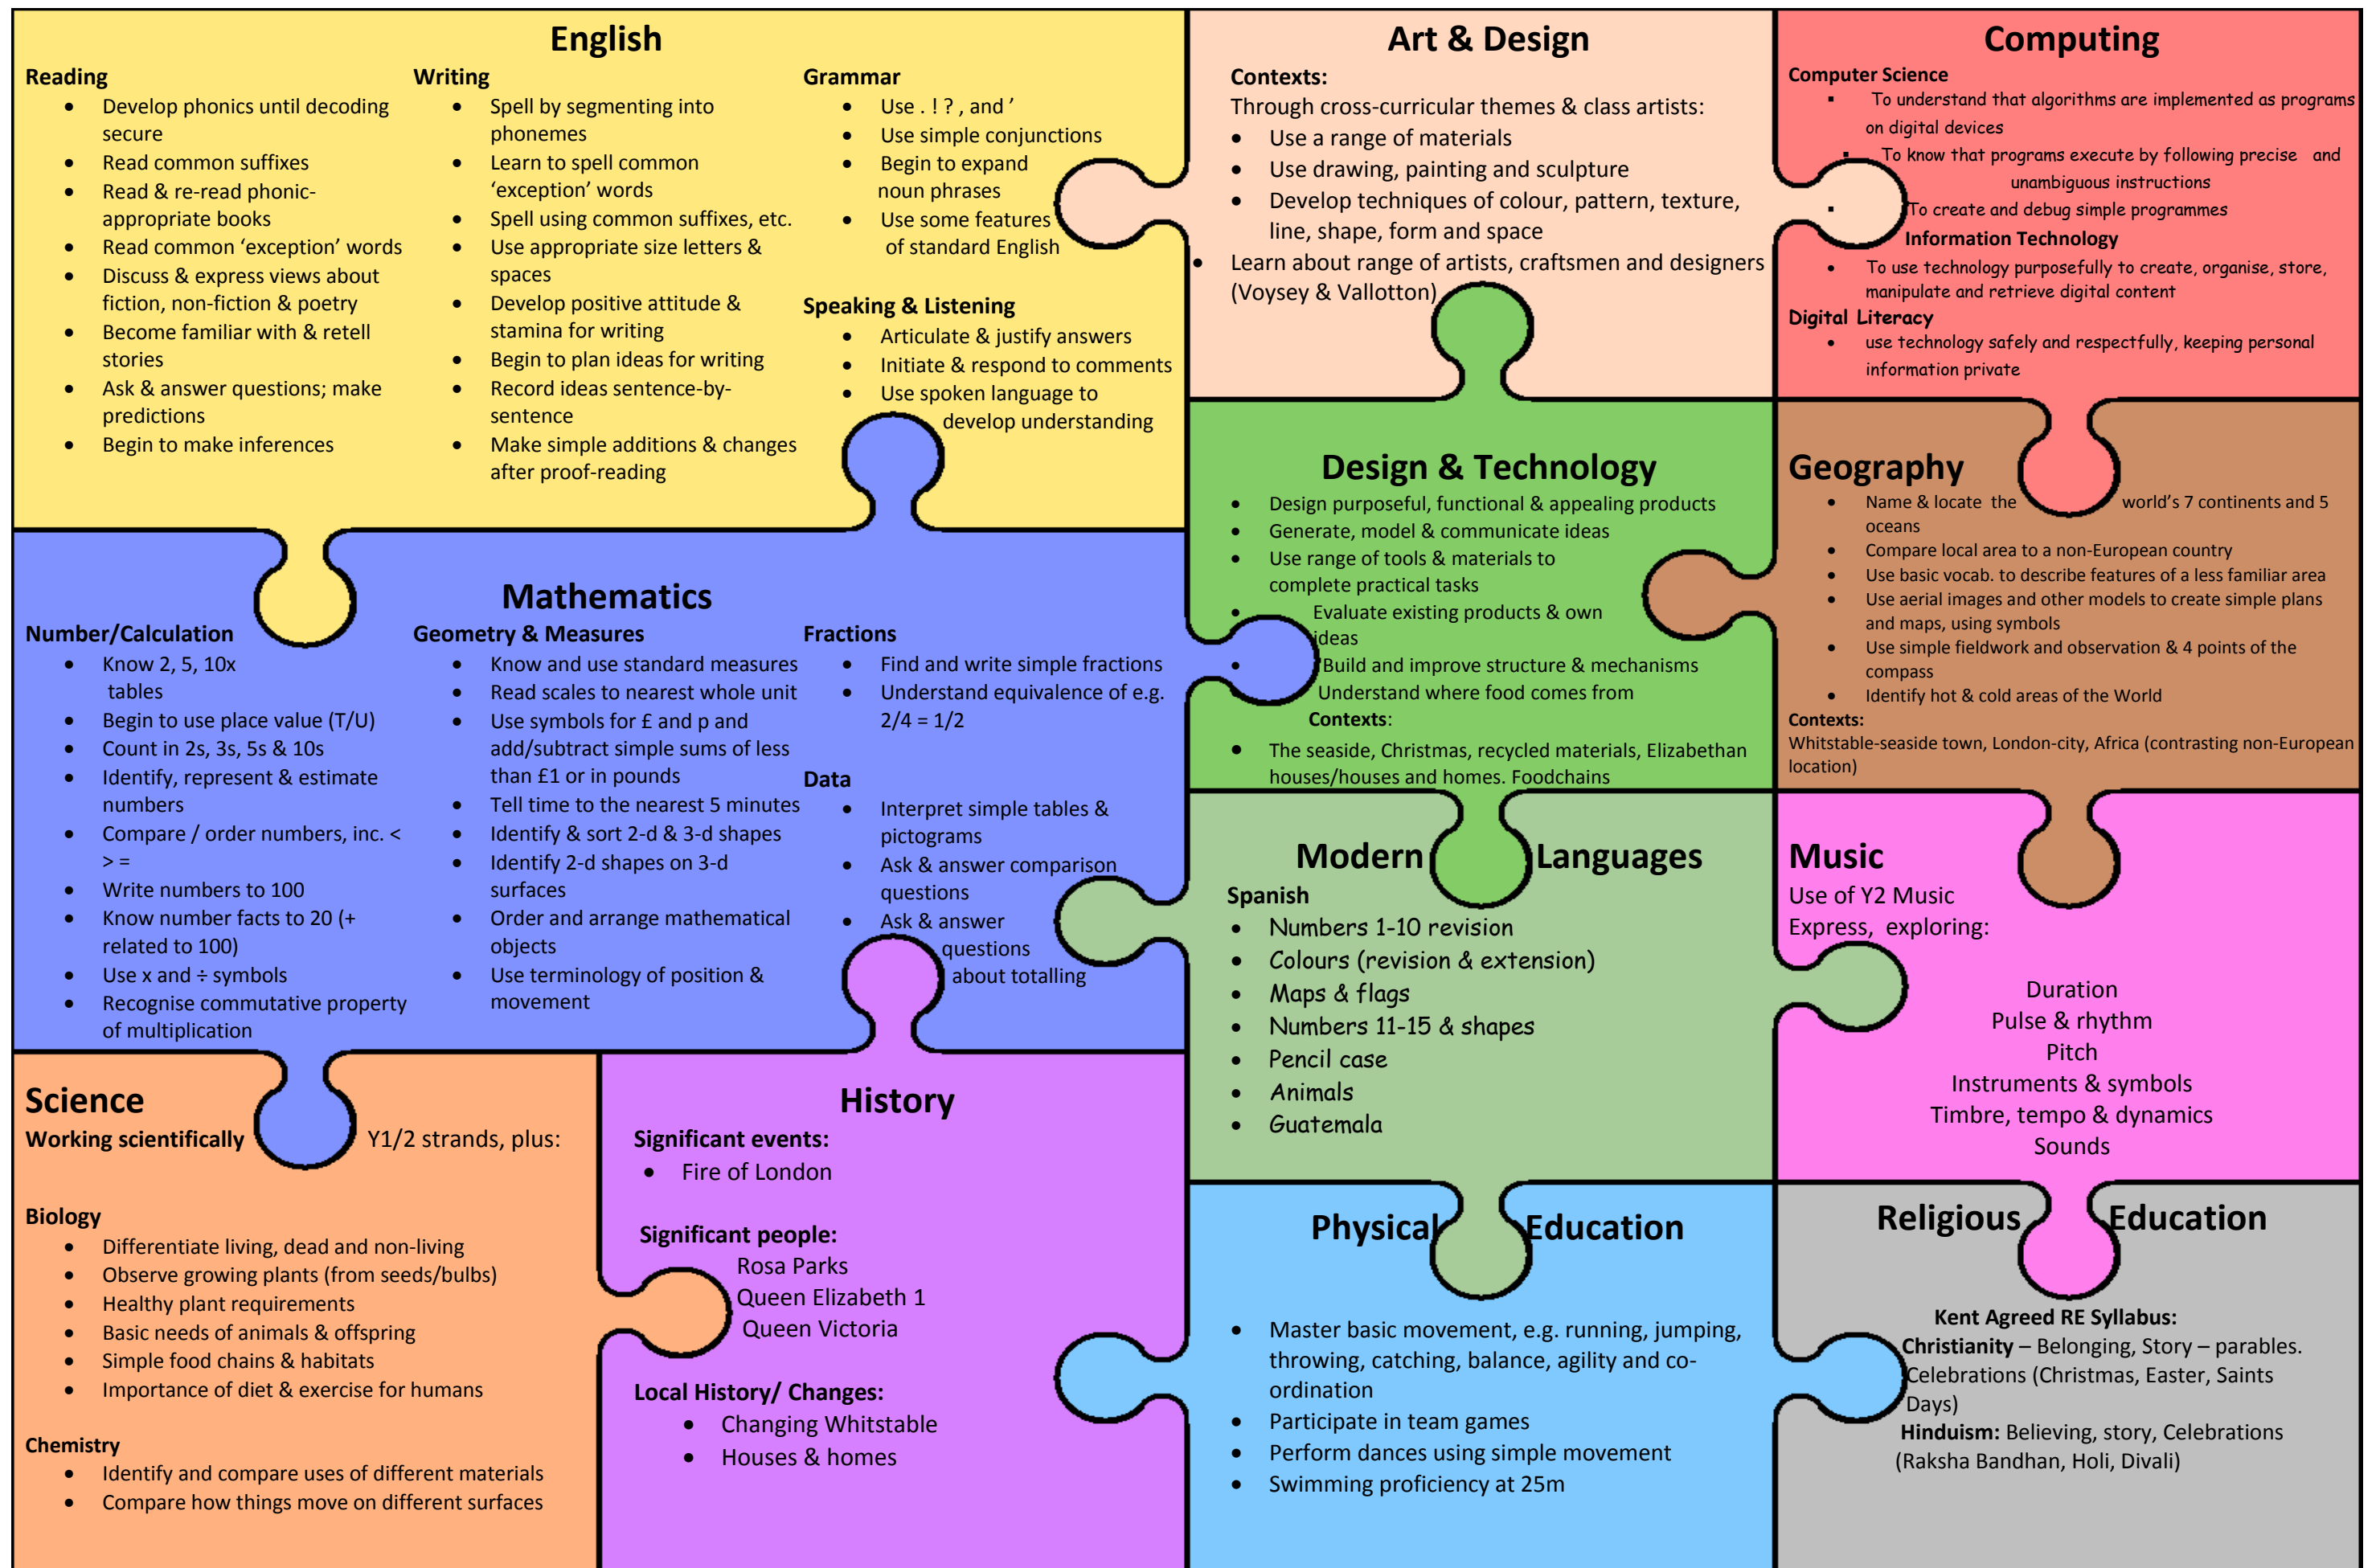 English
Reading
• Develop phonics until decoding
secure
• Read common suffixes
• Read & re-read phonic-
appropriate books
• Read common ‘exception’ words
• Discuss & express views about
fiction, non-fiction & poetry
• Become familiar with & retell
stories
• Ask & answer questions; make
predictions
• Begin to make inferences
Writing
• Spell by segmenting into
phonemes
• Learn to spell common
‘exception’ words
• Spell using common suffixes, etc.
• Use appropriate size letters &
spaces
• Develop positive attitude &
stamina for writing
• Begin to plan ideas for writing
• Record ideas sentence-by-
sentence
• Make simple additions & changes
after proof-reading
Grammar
• Use . ! ? , and ’
• Use simple conjunctions
• Begin to expand
noun phrases
• Use some features
of standard English
Speaking & Listening
• Articulate & justify answers
• Initiate & respond to comments
• Use spoken language to
develop understanding
Art & Design
Contexts:
Through cross-curricular themes & class artists:
• Use a range of materials
• Use drawing, painting and sculpture
• Develop techniques of colour, pattern, texture,
line, shape, form and space
• Learn about range of artists, craftsmen and designers
(Voysey & Vallotton)
Computing
Computer Science
▪ To understand that algorithms are implemented as programs
on digital devices
▪ To know that programs execute by following precise and
unambiguous instructions
▪ To create and debug simple programmes
Information Technology
• To use technology purposefully to create, organise, store,
manipulate and retrieve digital content
Digital Literacy
• use technology safely and respectfully, keeping personal
information private
Mathematics
Number/Calculation
• Know 2, 5, 10x
tables
• Begin to use place value (T/U)
• Count in 2s, 3s, 5s & 10s
• Identify, represent & estimate
numbers
• Compare / order numbers, inc. <
> =
• Write numbers to 100
• Know number facts to 20 (+
related to 100)
• Use x and ÷ symbols
• Recognise commutative property
of multiplication
Geometry & Measures
• Know and use standard measures
• Read scales to nearest whole unit
• Use symbols for £ and p and
add/subtract simple sums of less
than £1 or in pounds
• Tell time to the nearest 5 minutes
• Identify & sort 2-d & 3-d shapes
• Identify 2-d shapes on 3-d
surfaces
• Order and arrange mathematical
objects
• Use terminology of position &
movement
Fractions
• Find and write simple fractions
• Understand equivalence of e.g.
2/4 = 1/2
Data
• Interpret simple tables &
pictograms
• Ask & answer comparison
questions
• Ask & answer
questions
about totalling
Design & Technology
• Design purposeful, functional & appealing products
• Generate, model & communicate ideas
• Use range of tools & materials to
complete practical tasks
• Evaluate existing products & own
ideas
• Build and improve structure & mechanisms
Understand where food comes from
Contexts:
• The seaside, Christmas, recycled materials, Elizabethan
houses/houses and homes. Foodchains
Geography
• Name & locate the world’s 7 continents and 5
oceans
• Compare local area to a non-European country
• Use basic vocab. to describe features of a less familiar area
• Use aerial images and other models to create simple plans
and maps, using symbols
• Use simple fieldwork and observation & 4 points of the
compass
• Identify hot & cold areas of the World
Contexts:
Whitstable-seaside town, London-city, Africa (contrasting non-European
location)
Modern Languages
Spanish
• Numbers 1-10 revision
• Colours (revision & extension)
• Maps & flags
• Numbers 11-15 & shapes
• Pencil case
• Animals
• Guatemala
Music
Use of Y2 Music
Express, exploring:
Duration
Pulse & rhythm
Pitch
Instruments & symbols
Timbre, tempo & dynamics
Sounds
Science
Working scientifically Y1/2 strands, plus:
Biology
• Differentiate living, dead and non-living
• Observe growing plants (from seeds/bulbs)
• Healthy plant requirements
• Basic needs of animals & offspring
• Simple food chains & habitats
• Importance of diet & exercise for humans
Chemistry
• Identify and compare uses of different materials
• Compare how things move on different surfaces
History
Significant events:
• Fire of London
Significant people:
Rosa Parks
Queen Elizabeth 1
Queen Victoria
Local History/ Changes:
• Changing Whitstable
• Houses & homes
Physical Education
• Master basic movement, e.g. running, jumping,
throwing, catching, balance, agility and co-
ordination
• Participate in team games
• Perform dances using simple movement
• Swimming proficiency at 25m
Religious Education
Kent Agreed RE Syllabus:
Christianity – Belonging, Story – parables.
Celebrations (Christmas, Easter, Saints
Days)
Hinduism: Believing, story, Celebrations
(Raksha Bandhan, Holi, Divali)